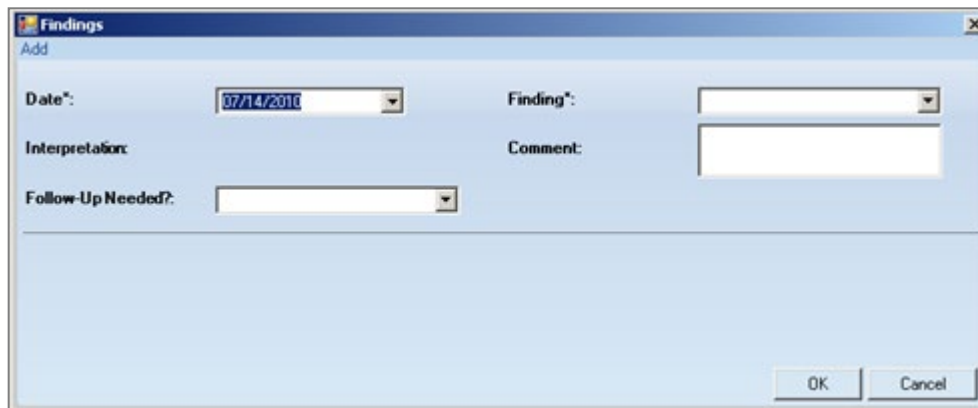 Findings
Add
Date*: 07/14/2010 Finding*:
Interpretation: Comment:
Follow-Up Needed?:
OK Cancel